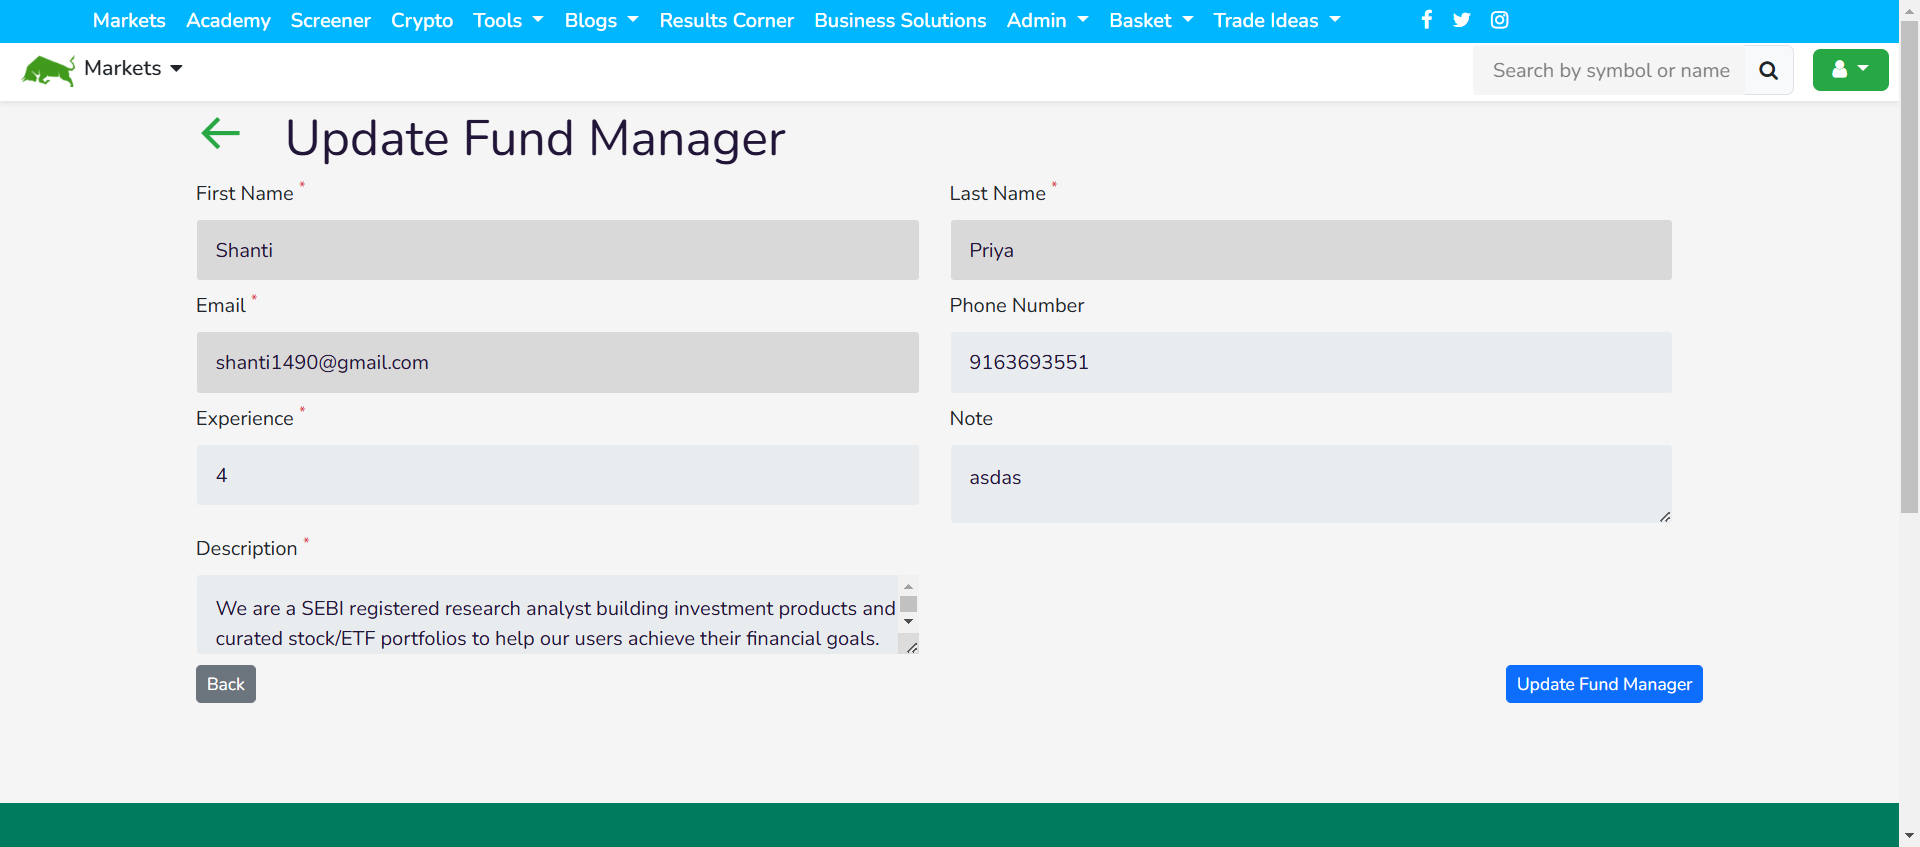 Markets Academy Screener Crypto Tools Blogs Results Corner Business Solutions Admin Basket Trade Ideas
Markets Search by symbol or name
Update Fund Manager
First Name * Last Name *
Shanti Priya
Email * Phone Number
shanti1490@gmail.com 9163693551
Experience * Note
4 asdas
Description *
We are a SEBI registered research analyst building investment products and
curated stock/ETF portfolios to help our users achieve their financial goals.
Back Update Fund Manager